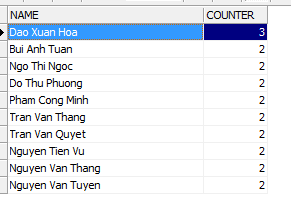 NAME COUNTER
Dao Xuan Hoa 3
Bui Anh Tuan 2
Ngo Thi Ngoc 2
Do Thu Phuong 2
Pham Cong Minh 2
Tran Van Thang 2
Tran Van Quyet 2
Nguyen Tien Vu 2
Nguyen Van Thang 2
Nguyen Van Tuyen 2